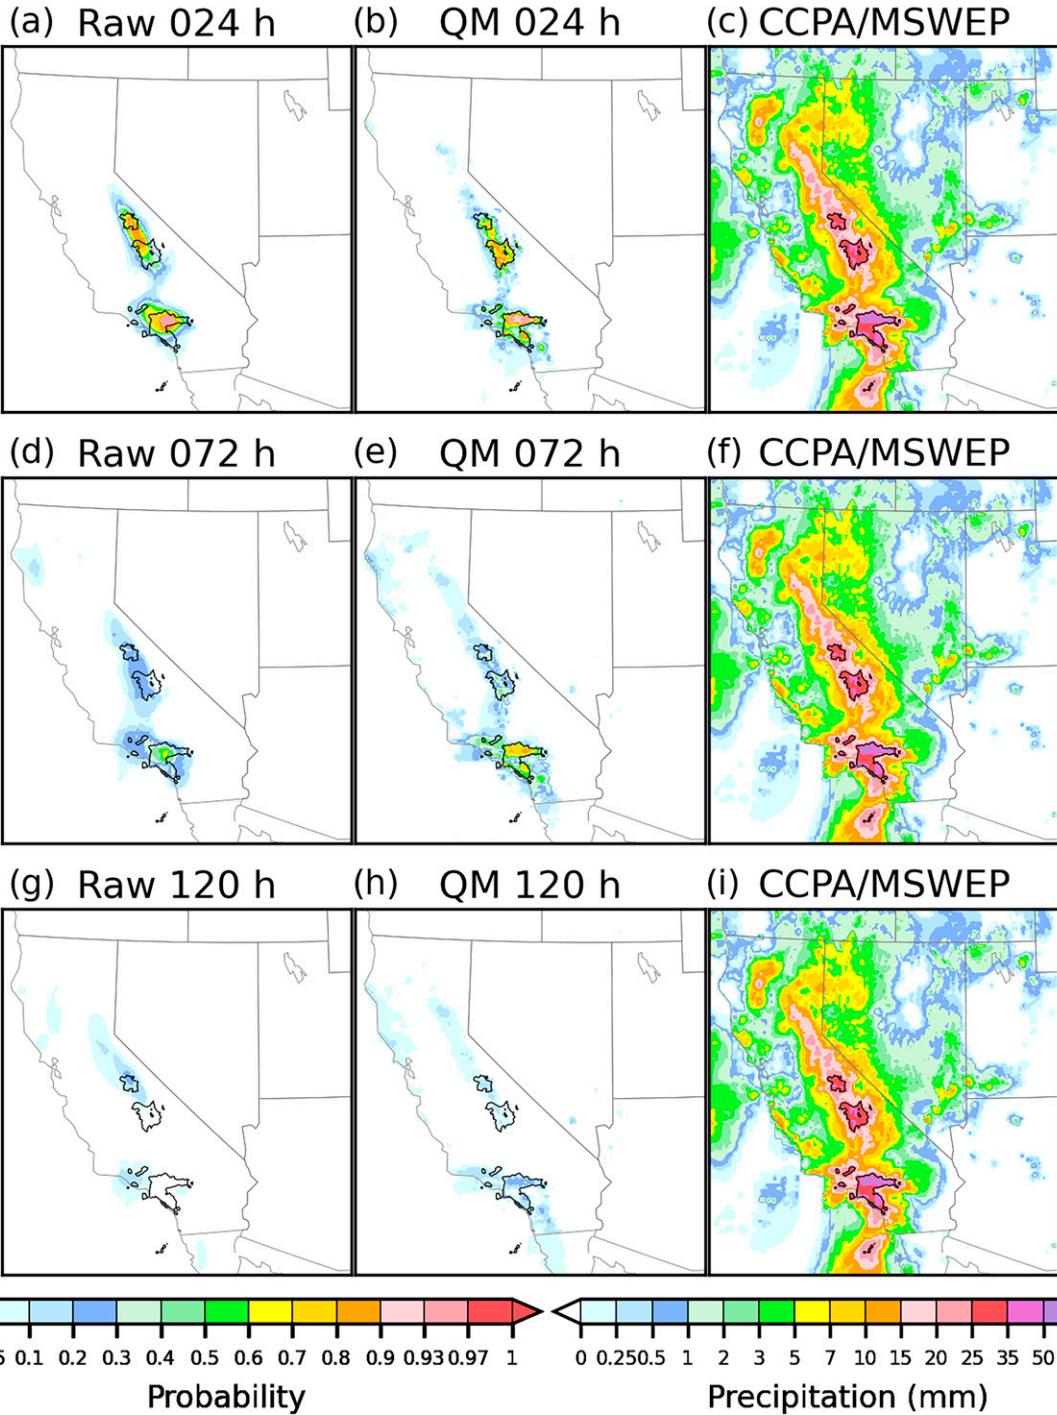 (a) Raw 024 h (b) QM 024 h (c) CCPA/MSWEP
(d) Raw 072 h (e) QM 072 h (f) CCPA/MSWEP
(g) Raw 120 h (h) QM 120 h (i) CCPA/MSWEP
5 0.1 0.2 0.3 0.4 0.5 0.6 0.7 0.8 0.9 0.93 0.97 1 0 0.25 0.5 1 2 3 5 7 10 15 20 25 35 50
Probability Precipitation (mm)